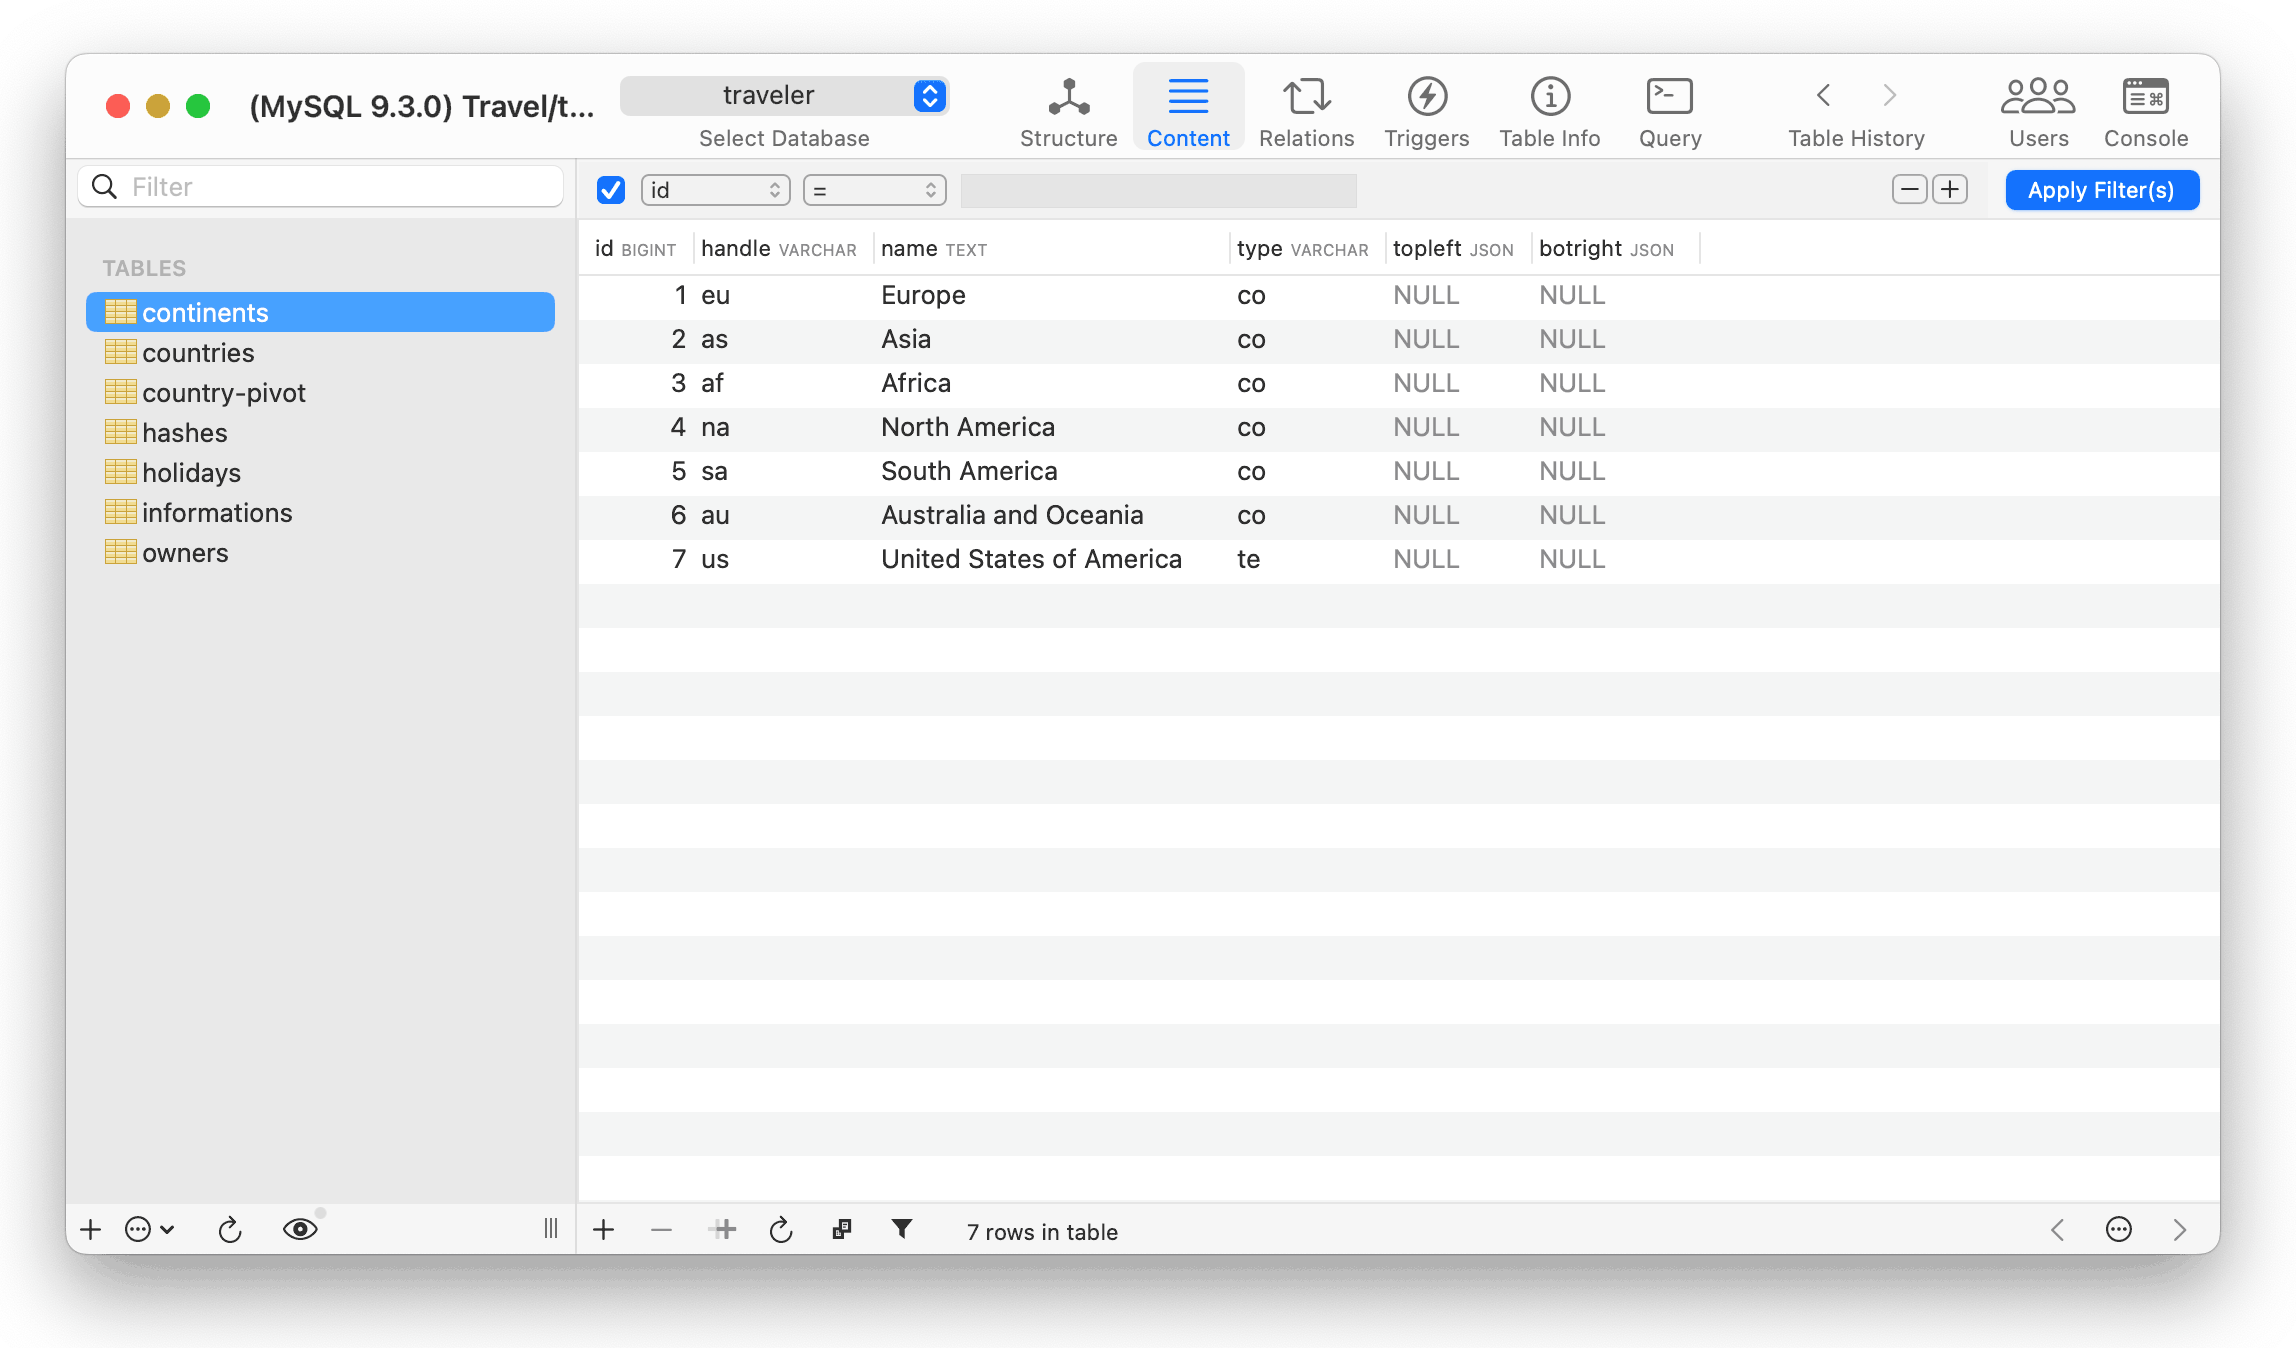 (MySQL 9.3.0) Travel/t...
traveler
Select Database
Structure
Content
Relations
Triggers
Table Info
Query
Table History
Users
Console
Filter
id
=
Apply Filter(s)
TABLES
continents
countries
country-pivot
hashes
holidays
informations
owners
id BIGINT handle VARCHAR name TEXT type VARCHAR topleft JSON botright JSON
1 eu Europe co NULL NULL
2 as Asia co NULL NULL
3 af Africa co NULL NULL
4 na North America co NULL NULL
5 sa South America co NULL NULL
6 au Australia and Oceania co NULL NULL
7 us United States of America te NULL NULL
7 rows in table